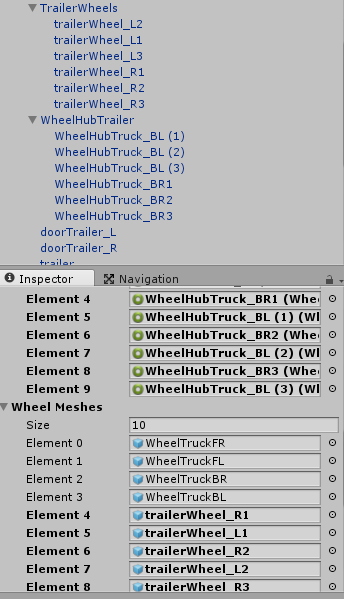 TrailerWheels
trailerWheel_L2
trailerWheel_L1
trailerWheel_L3
trailerWheel_R1
trailerWheel_R2
trailerWheel_R3
WheelHubTrailer
WheelHubTruck_BL (1)
WheelHubTruck_BL (2)
WheelHubTruck_BL (3)
WheelHubTruck_BR1
WheelHubTruck_BR2
WheelHubTruck_BR3
doorTrailer_L
doorTrailer_R
trailer
Inspector Navigation
Element 4 WheelHubTruck_BR1 (Whe
Element 5 WheelHubTruck_BL (1) (Wl
Element 6 WheelHubTruck_BR2 (Whe
Element 7 WheelHubTruck_BL (2) (Wl
Element 8 WheelHubTruck_BR3 (Whe
Element 9 WheelHubTruck_BL (3) (Wl
Wheel Meshes
Size 10
Element 0 WheelTruckFR
Element 1 WheelTruckFL
Element 2 WheelTruckBR
Element 3 WheelTruckBL
Element 4 trailerWheel_R1
Element 5 trailerWheel_L1
Element 6 trailerWheel_R2
Element 7 trailerWheel_L2
Element 8 trailerWheel_R3